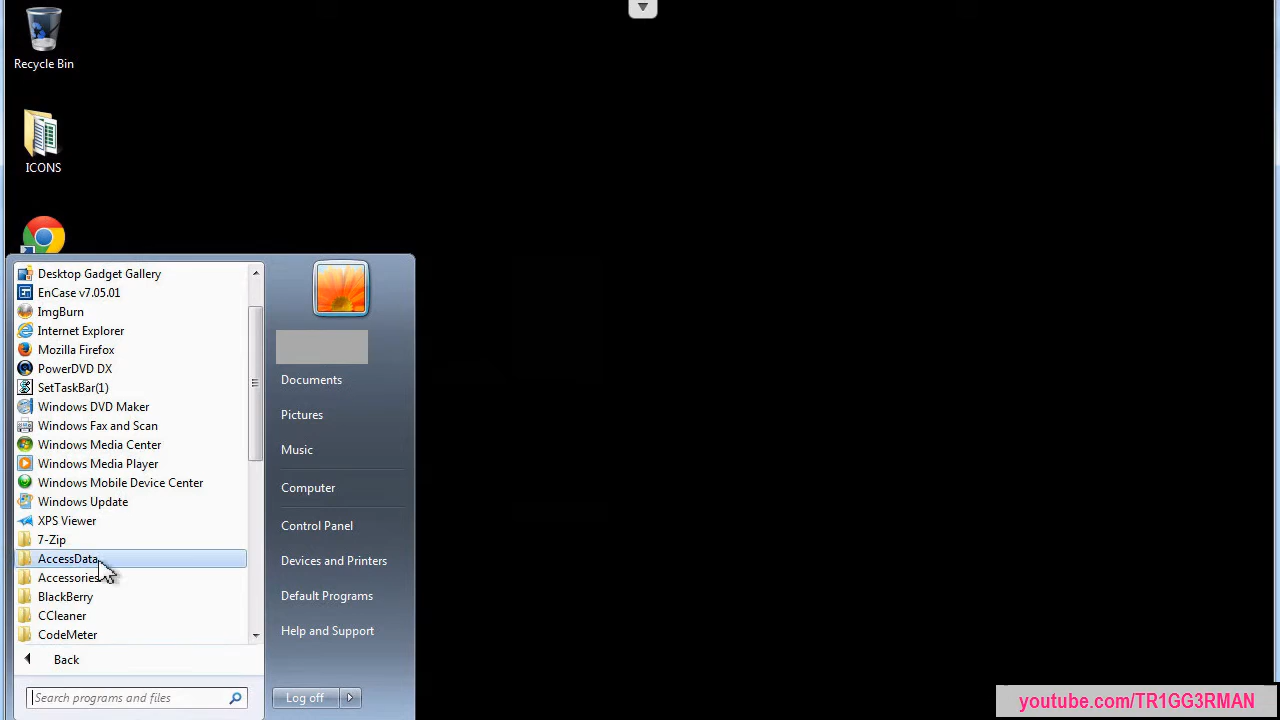 Recycle Bin
ICONS
Desktop Gadget Gallery
EnCase v7.05.01
ImgBurn
Internet Explorer
Mozilla Firefox
PowerDVD DX
SetTaskBar(1)
Windows DVD Maker
Windows Fax and Scan
Windows Media Center
Windows Media Player
Windows Mobile Device Center
Windows Update
XPS Viewer
7-Zip
AccessData
Accessories
BlackBerry
CCleaner
CodeMeter
Back
Search programs and files
Documents
Pictures
Music
Computer
Control Panel
Devices and Printers
Default Programs
Help and Support
Log off
youtube.com/TR1GG3RMAN